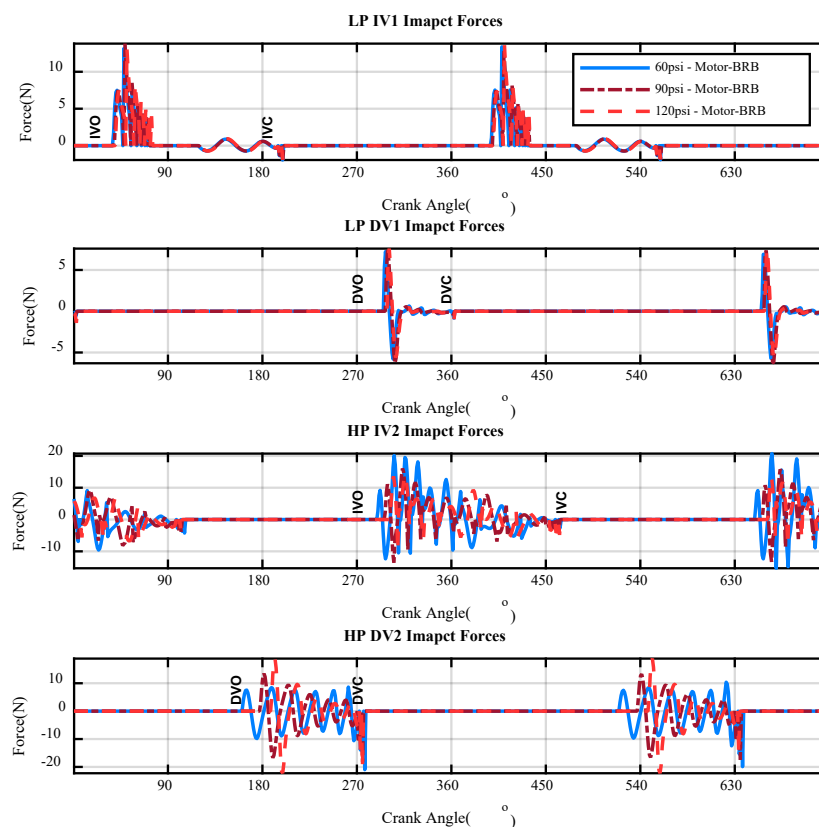 LP IV1 Imapct Forces
10
5
0
Force(N)
IVO
IVC
60psi - Motor-BRB
90psi - Motor-BRB
120psi - Motor-BRB
90 180 270 360 450 540 630
Crank Angle( o)
LP DV1 Imapct Forces
5
0
-5
Force(N)
DVO
DVC
90 180 270 360 450 540 630
Crank Angle( o)
HP IV2 Imapct Forces
20
10
0
-10
Force(N)
IVO
IVC
90 180 270 360 450 540 630
Crank Angle( o)
HP DV2 Imapct Forces
10
0
-10
-20
Force(N)
DVO
DVC
90 180 270 360 450 540 630
Crank Angle( o)